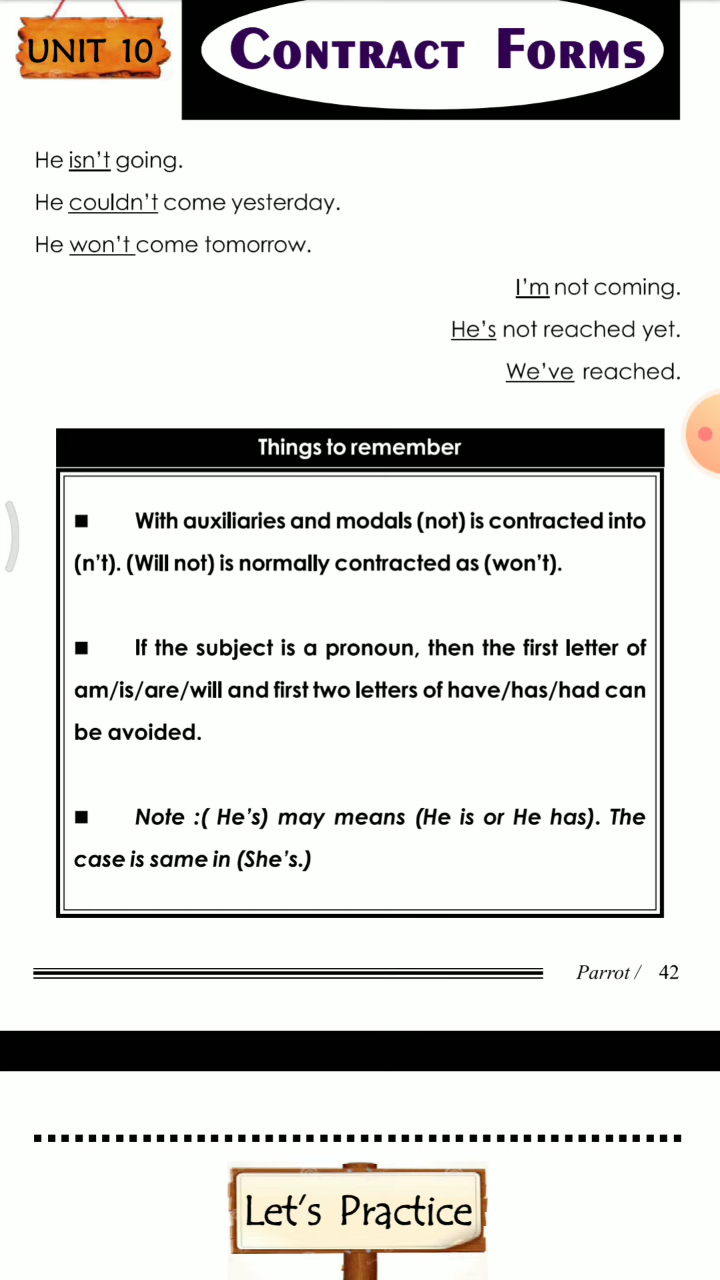 UNIT 10
CONTRACT FORMS
He isn't going.
He couldn't come yesterday.
He won't come tomorrow.
I'm not coming.
He's not reached yet.
We've reached.
Things to remember
■ With auxiliaries and modals (not) is contracted into
(n't). (Will not) is normally contracted as (won't).
■ If the subject is a pronoun, then the first letter of
am/is/are/will and first two letters of have/has/had can
be avoided.
■ Note :( He's) may means (He is or He has). The
case is same in (She's.)
Parrot / 42
Let's Practice